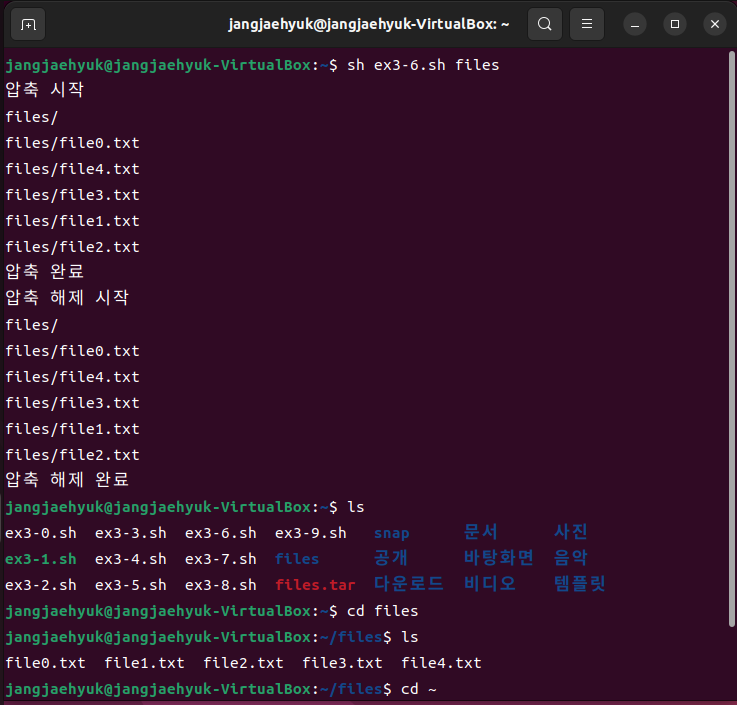 jangjaehyuk@jangjaehyuk-VirtualBox: ~
jangjaehyuk@jangjaehyuk-VirtualBox:~$ sh ex3-6.sh files
압축 시작
files/
files/file0.txt
files/file4.txt
files/file3.txt
files/file1.txt
files/file2.txt
압축 완료
압축 해제 시작
files/
files/file0.txt
files/file4.txt
files/file3.txt
files/file1.txt
files/file2.txt
압축 해제 완료
jangjaehyuk@jangjaehyuk-VirtualBox:~$ ls
ex3-0.sh  ex3-3.sh  ex3-6.sh  ex3-9.sh   snap      문서      사진
ex3-1.sh  ex3-4.sh  ex3-7.sh  files      공개      바탕화면  음악
ex3-2.sh  ex3-5.sh  ex3-8.sh  files.tar  다운로드  비디오    템플릿
jangjaehyuk@jangjaehyuk-VirtualBox:~$ cd files
jangjaehyuk@jangjaehyuk-VirtualBox:~/files$ ls
file0.txt  file1.txt  file2.txt  file3.txt  file4.txt
jangjaehyuk@jangjaehyuk-VirtualBox:~/files$ cd ~